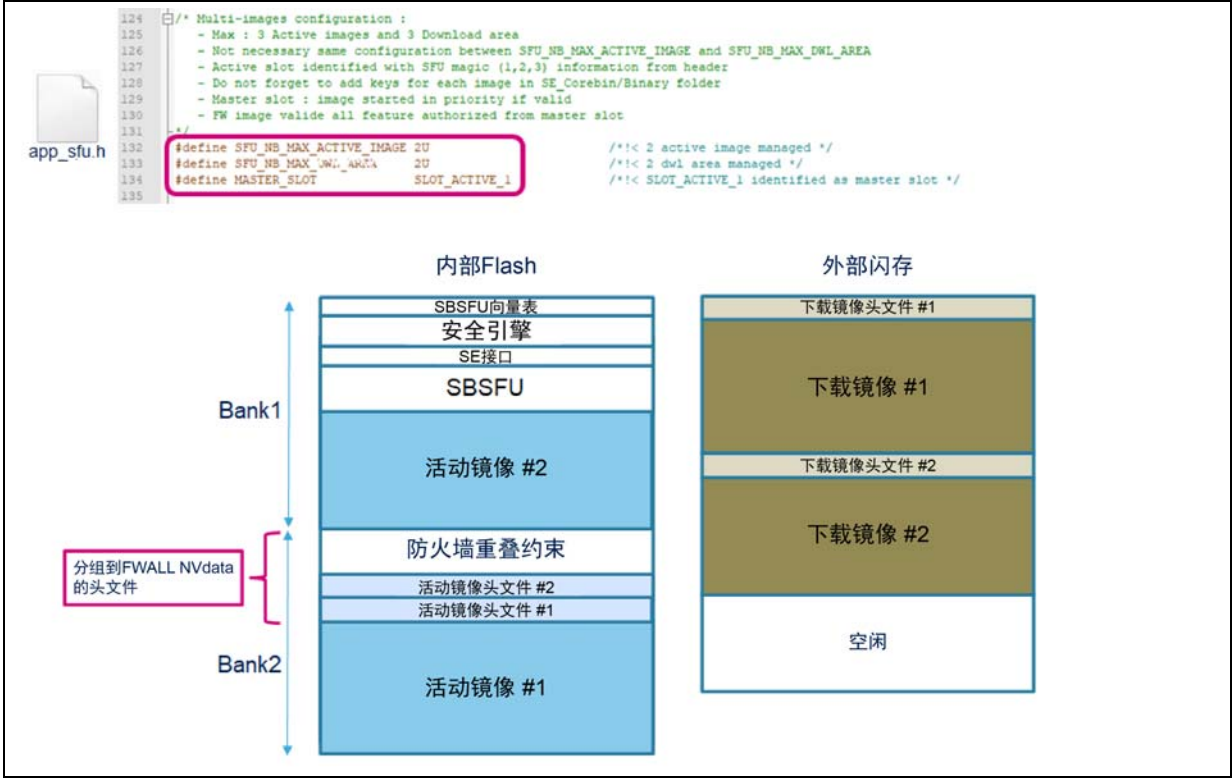 124 /* Multi-images configuration :
125 - Max : 3 Active images and 3 Download area
126 - Not necessary same configuration between SFU_NB_MAX_ACTIVE_IMAGE and SFU_NB_MAX_DWL_AREA
127 - Active slot identified with SFU magic (1,2,3) information from header
128 - Do not forget to add keys for each image in SE_Corebin/Binary folder
129 - Master slot : image started in priority if valid
130 - FW image valide all feature authorized from master slot
131 */
132 #define SFU_NB_MAX_ACTIVE_IMAGE 2U /*!< 2 active image managed */
133 #define SFU_NB_MAX_DWL_AREA 2U /*!< 2 dwl area managed */
134 #define MASTER_SLOT SLOT_ACTIVE_1 /*!< SLOT_ACTIVE_1 identified as master slot */
135
app_sfu.h
内部Flash
SBSFU向量表
安全引擎
SE接口
SBSFU
Bank1
活动镜像 #2
防火墙重叠约束
分组到FWALL NVdata
的头文件
活动镜像头文件 #2
活动镜像头文件 #1
Bank2
活动镜像 #1
外部闪存
下载镜像头文件 #1
下载镜像 #1
下载镜像头文件 #2
下载镜像 #2
空闲